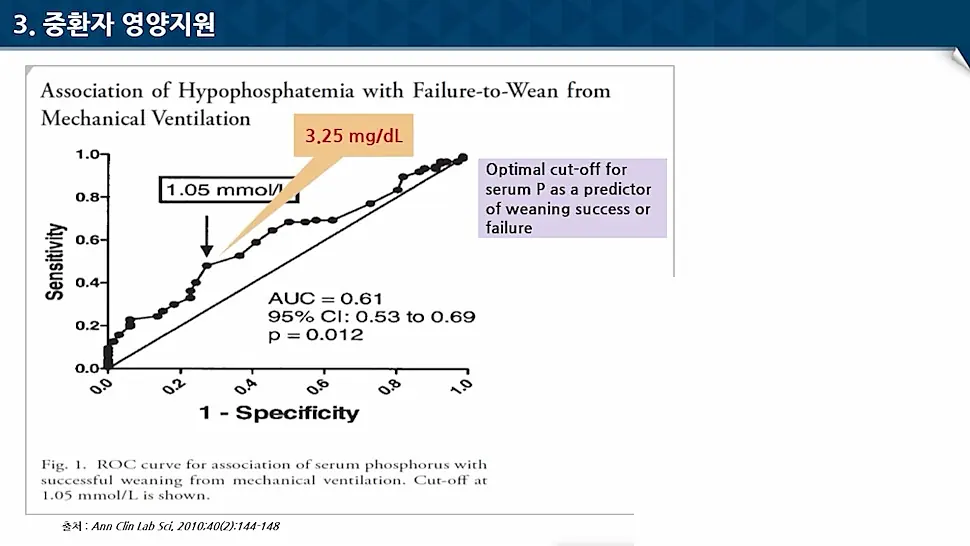 3. 중환자 영양지원
Association of Hypophosphatemia with Failure-to-Wean from
Mechanical Ventilation
3.25 mg/dL
1.05 mmol/L
Optimal cut-off for
serum P as a predictor
of weaning success or
failure
1.0
0.8
0.6
0.4
0.2
0.0
Sensitivity
AUC = 0.61
95% CI: 0.53 to 0.69
p = 0.012
0.0 0.2 0.4 0.6 0.8 1.0
1 - Specificity
Fig. 1. ROC curve for association of serum phosphorus with
successful weaning from mechanical ventilation. Cut-off at
1.05 mmol/L is shown.
출처 : Ann Clin Lab Sci, 2010;40(2):144-148